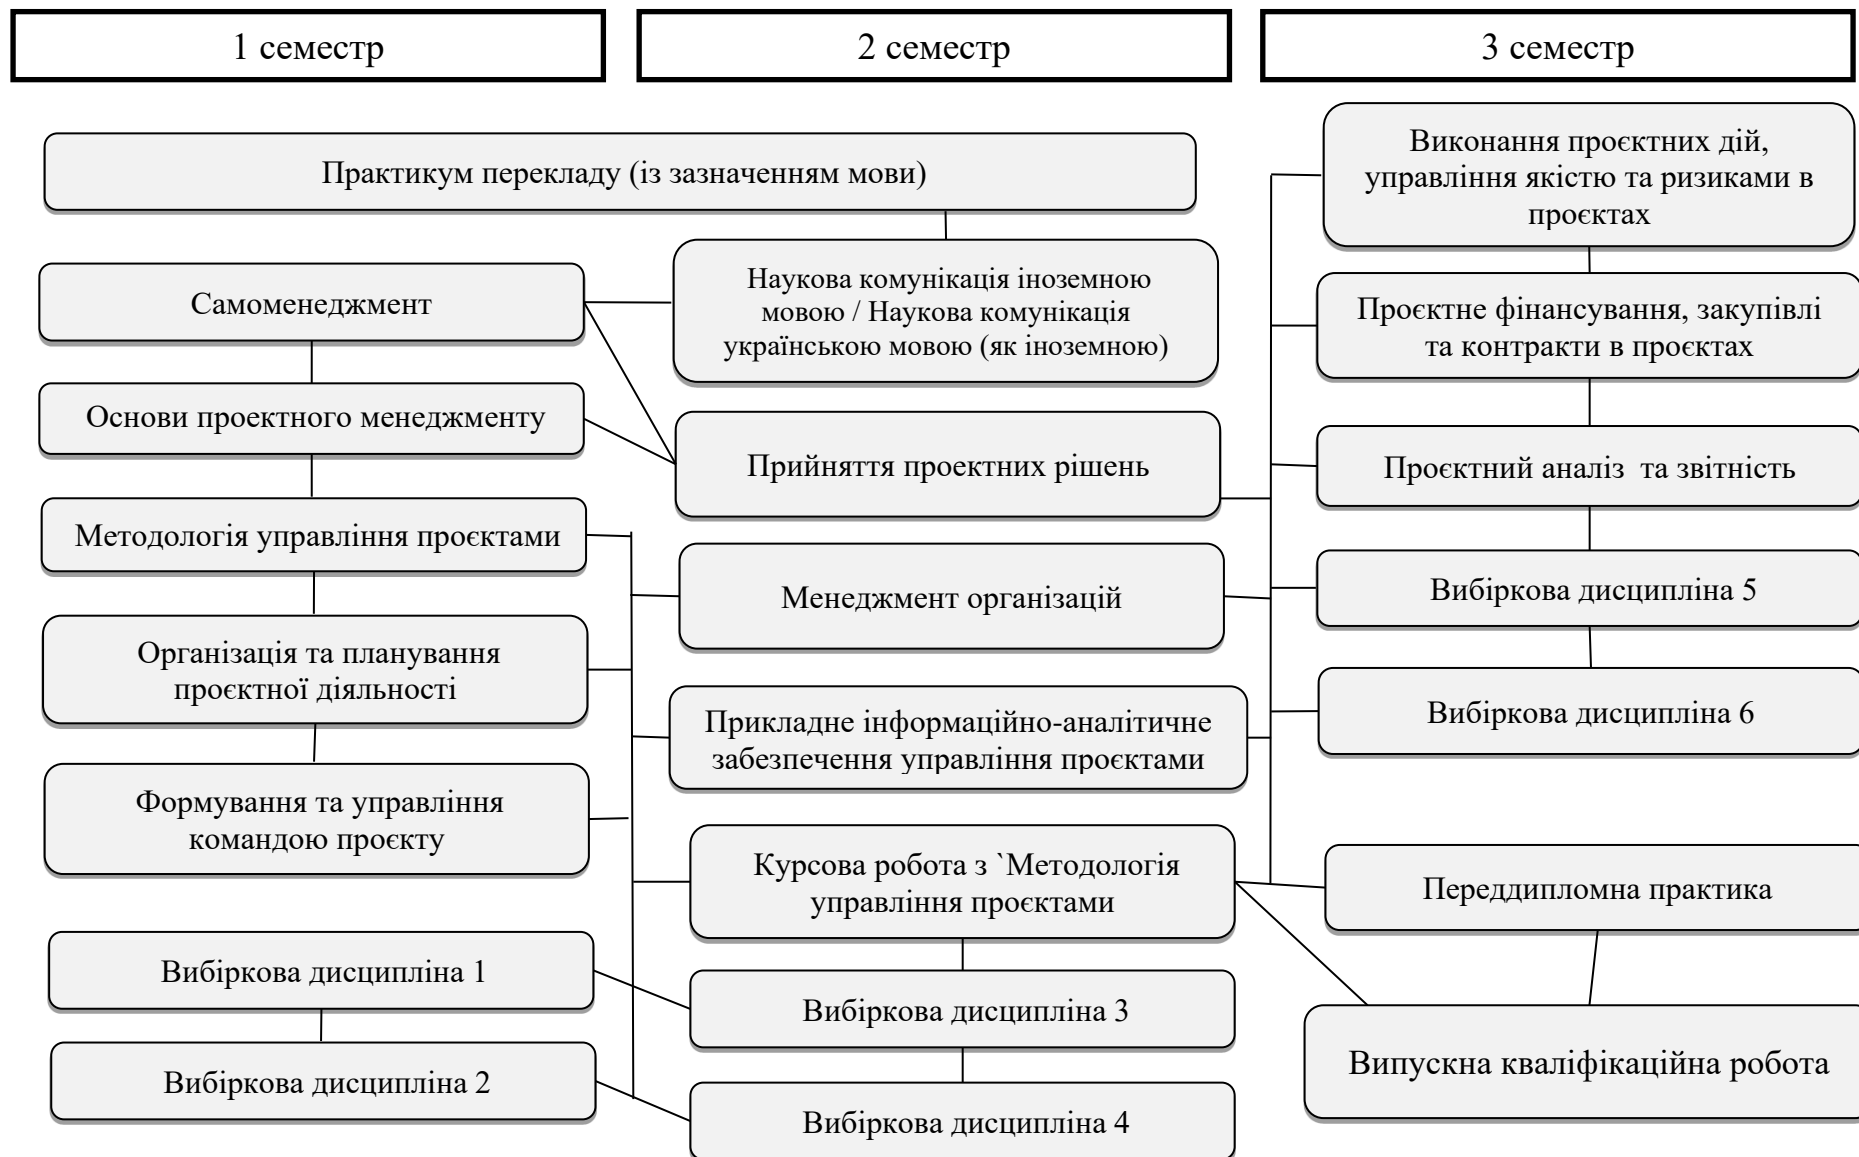 1 семестр
2 семестр
3 семестр
Практикум перекладу (із зазначенням мови)
Самоменеджмент
Основи проектного менеджменту
Методологія управління проєктами
Організація та планування
проєктної діяльності
Формування та управління
командою проєкту
Вибіркова дисципліна 1
Вибіркова дисципліна 2
Наукова комунікація іноземною
мовою / Наукова комунікація
українською мовою (як іноземною)
Прийняття проектних рішень
Менеджмент організацій
Прикладне інформаційно-аналітичне
забезпечення управління проєктами
Курсова робота з `Методологія
управління проєктами
Вибіркова дисципліна 3
Вибіркова дисципліна 4
Виконання проєктних дій,
управління якістю та ризиками в
проєктах
Проєктне фінансування, закупівлі
та контракти в проєктах
Проєктний аналіз  та звітність
Вибіркова дисципліна 5
Вибіркова дисципліна 6
Переддипломна практика
Випускна кваліфікаційна робота